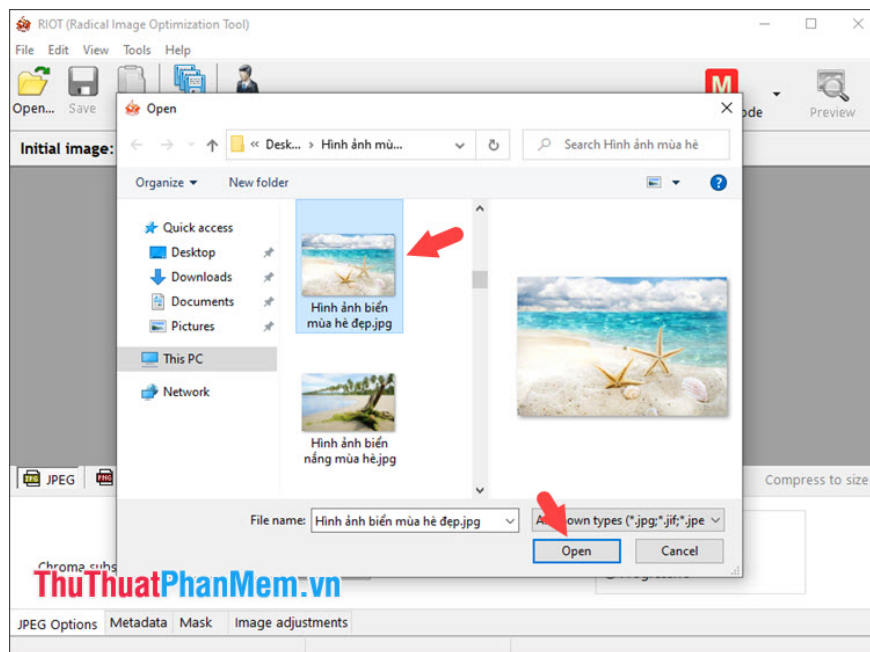 RIOT (Radical Image Optimization Tool)
File Edit View Tools Help
Open... Save
M
ode Preview
Initial image:
Open
« Desk... › Hình ảnh mù...
Search Hình ảnh mùa hè
Organize New folder
?
Quick access
Desktop
Downloads
Documents
Pictures
This PC
Network
Hình ảnh biển
mùa hè đẹp.jpg
Hình ảnh biển
nắng mùa hè.jpg
JPEG
Compress to size
File name: Hình ảnh biển mùa hè đẹp.jpg
own types (*.jpg;*.jif;*.jpe
Open Cancel
Chroma subs
ThuThuatPhanMem.vn
JPEG Options Metadata Mask Image adjustments